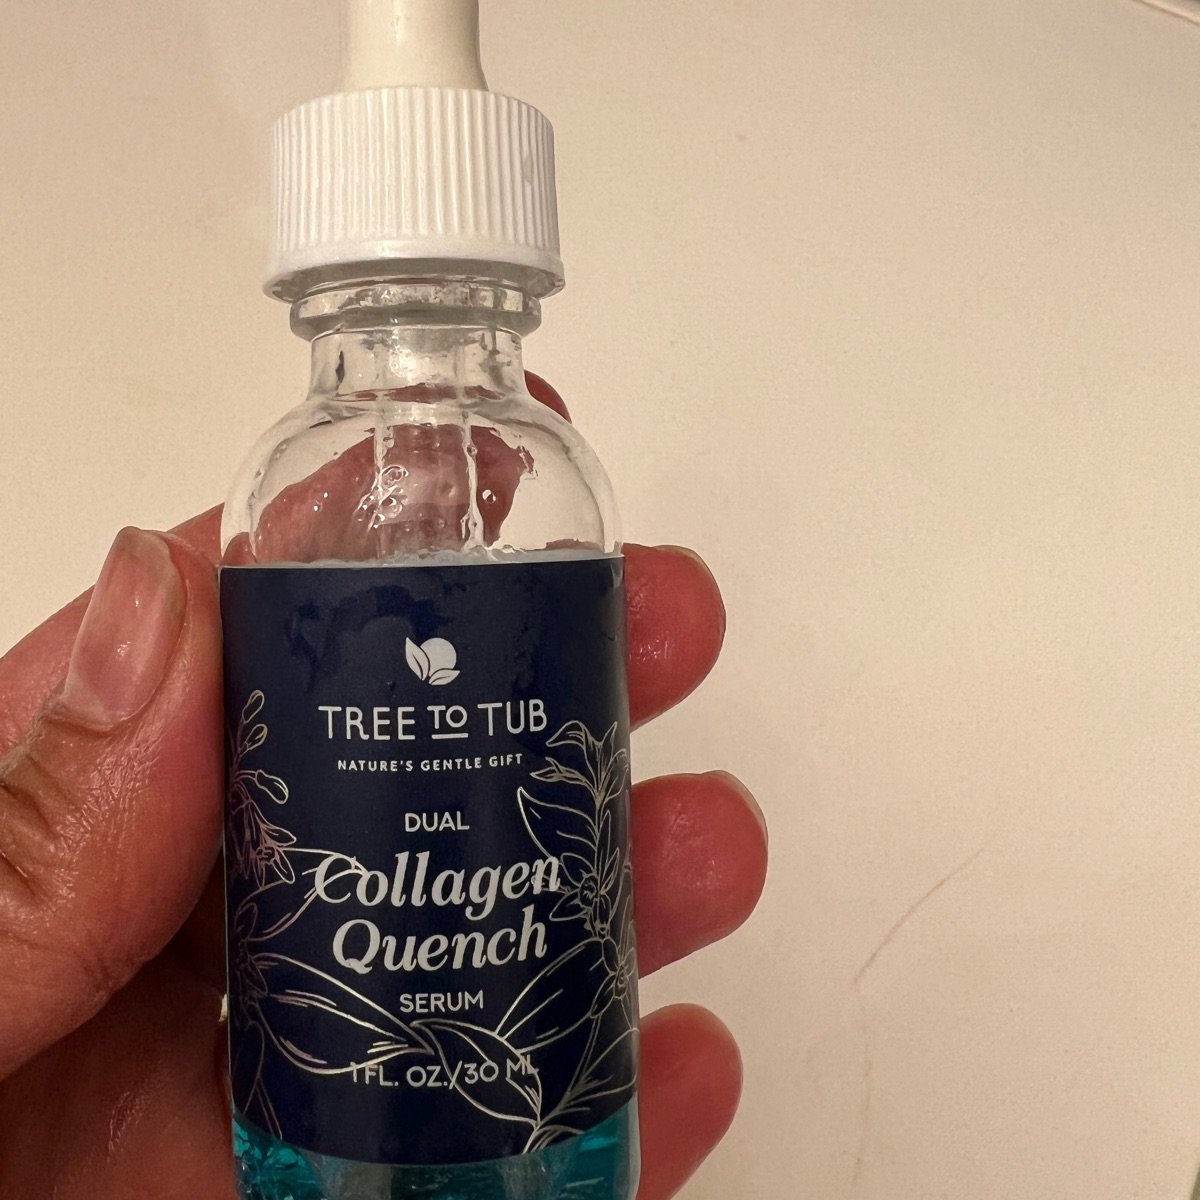 TREE TO TUB
NATURE'S GENTLE GIFT
DUAL
Collagen
Quench
SERUM
1 FL. OZ./30 ML